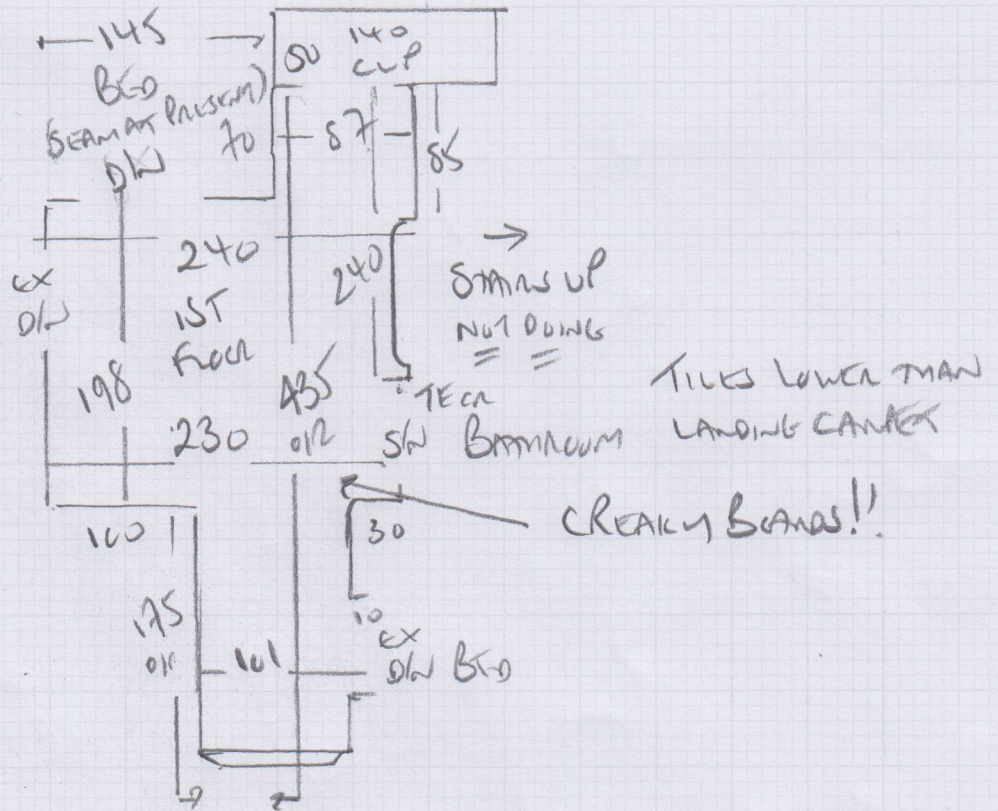 145
BED
(SEAM AT PRESENT)
D/W
140
CUP
60
70
87
85
EX
D/W
240
1ST
FLOOR
240
STAIRS UP
NOT DOING
198
230
435
O/R
TECR
S/N BATHROOM
TILES LOWER THAN
LANDING CARPET
100
30
CREAKY BOARDS!!
175
O/R
101
10
EX
D/W BED